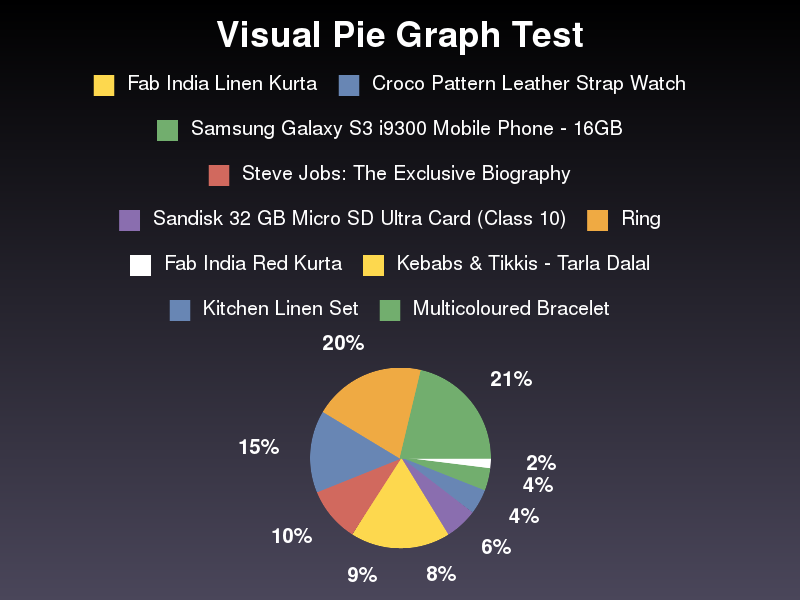 Visual Pie Graph Test
Fab India Linen Kurta Croco Pattern Leather Strap Watch
Samsung Galaxy S3 i9300 Mobile Phone - 16GB
Steve Jobs: The Exclusive Biography
Sandisk 32 GB Micro SD Ultra Card (Class 10) Ring
Fab India Red Kurta Kebabs & Tikkis - Tarla Dalal
Kitchen Linen Set Multicoloured Bracelet
20%
21%
15%
2%
4%
4%
10%
6%
9% 8%